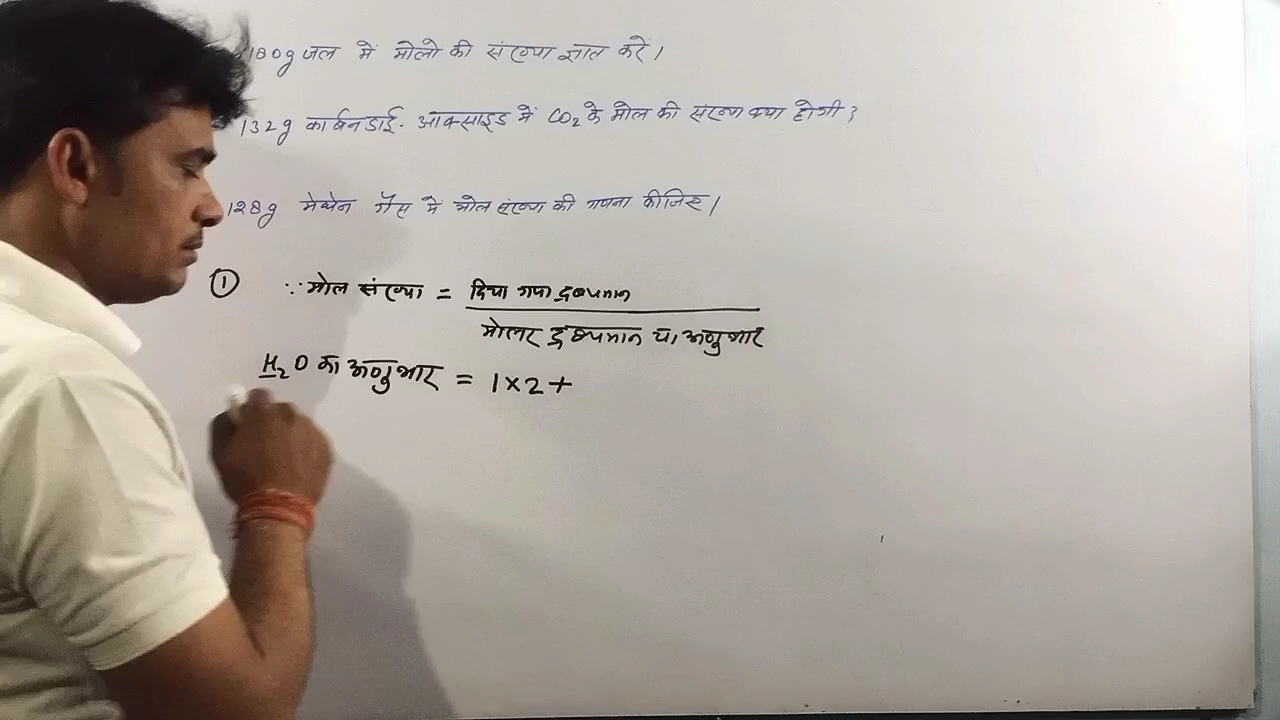 180g जल में मोलो की संख्या ज्ञात करें।
132g कार्बन डाई. ऑक्साइड में CO2 के मोल की संख्या क्या होगी?
128g मेथेन गैस में मोल संख्या की गणना कीजिए।
① ∵ मोल संख्या = दिया गया द्रव्यमान
मोलर द्रव्यमान या अणुभार
H2O का अणुभार = 1×2+